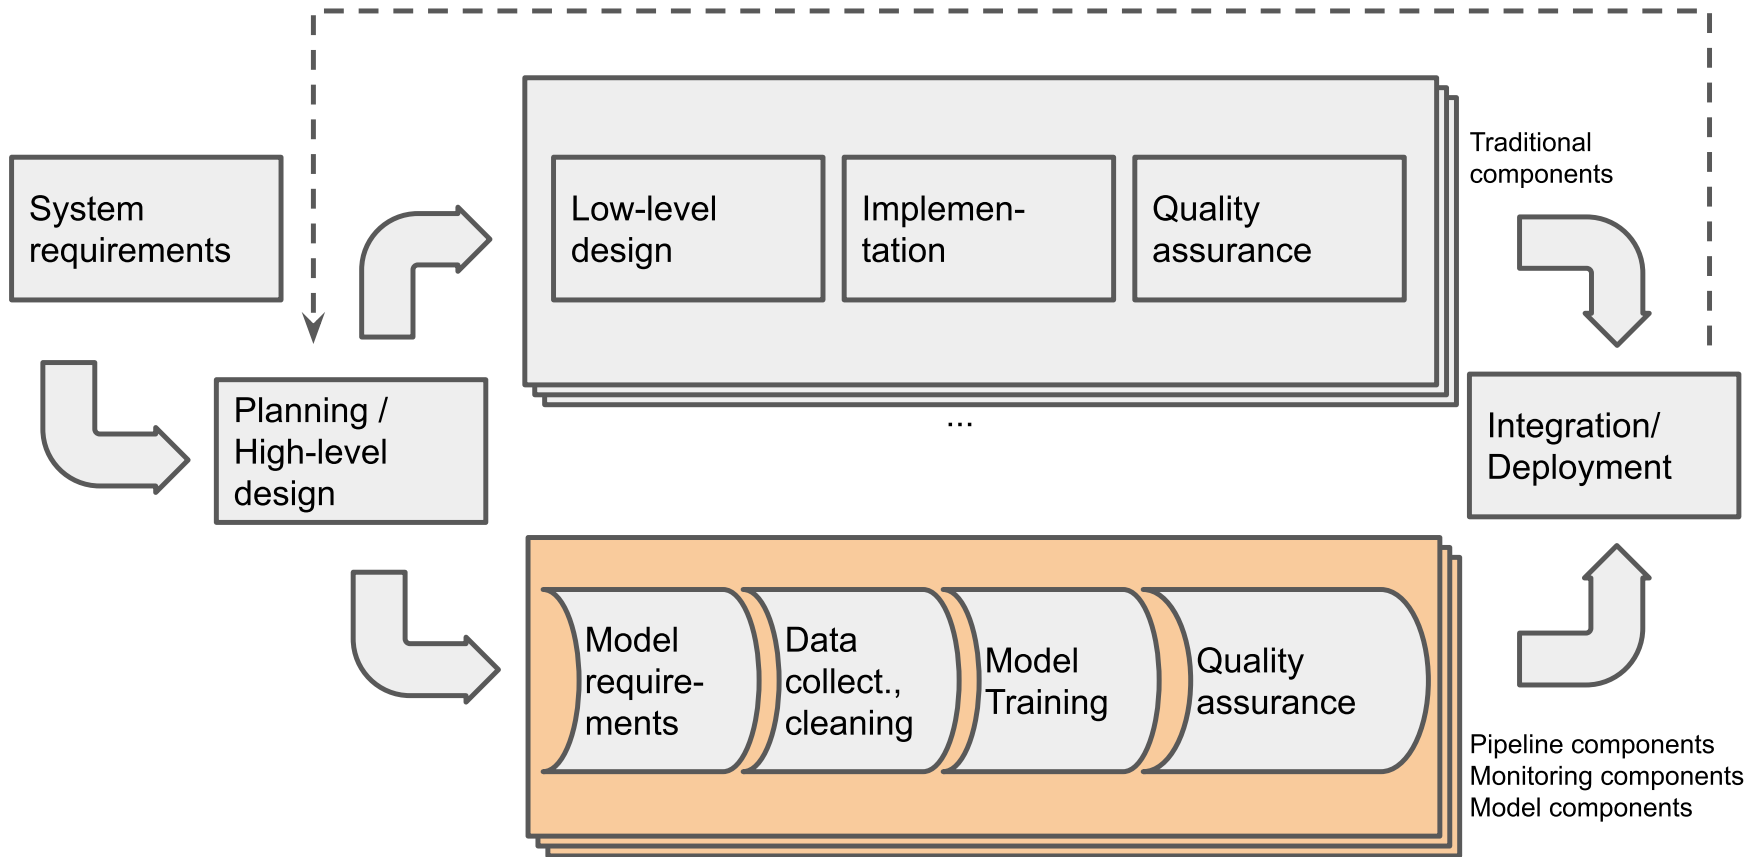 System
requirements
Planning /
High-level
design
Low-level
design
Implemen-
tation
Quality
assurance
Traditional
components
...
Model
require-
ments
Data
collect.,
cleaning
Model
Training
Quality
assurance
Pipeline components
Monitoring components
Model components
Integration/
Deployment